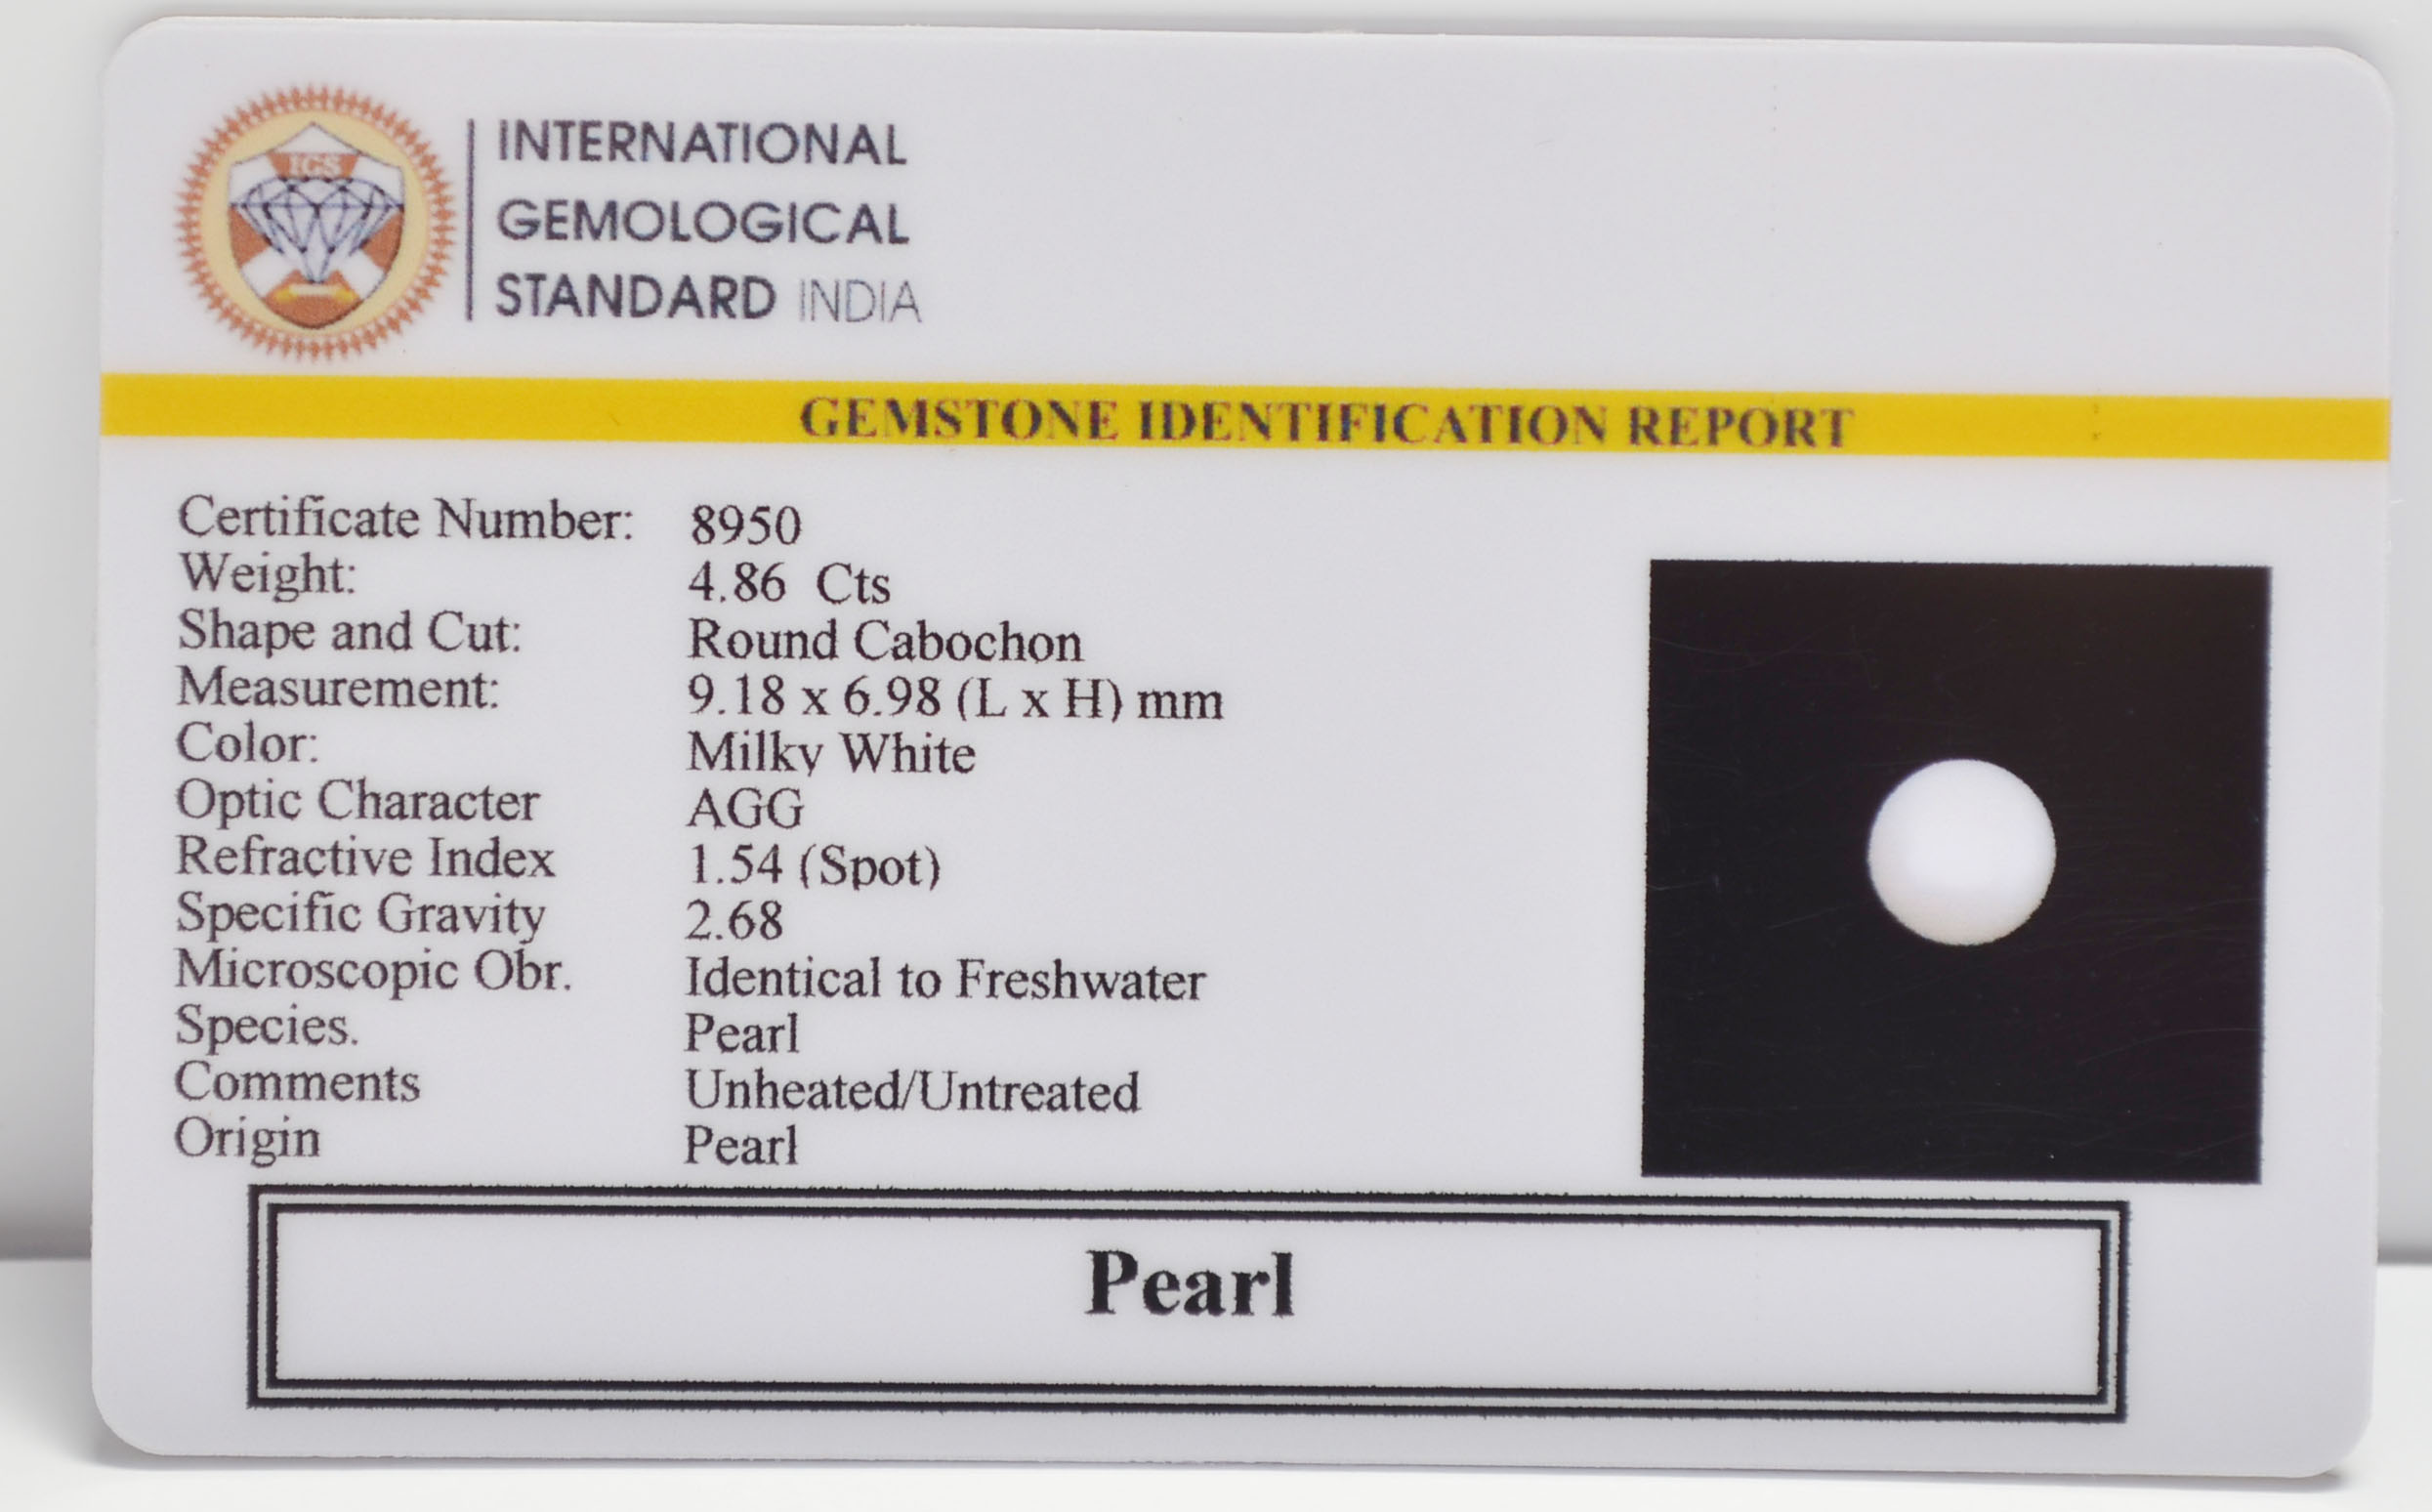 IGS
INTERNATIONAL
GEMOLOGICAL
STANDARD INDIA
GEMSTONE IDENTIFICATION REPORT
Certificate Number: 8950
Weight: 4.86 Cts
Shape and Cut: Round Cabochon
Measurement: 9.18 x 6.98 (L x H) mm
Color: Milky White
Optic Character AGG
Refractive Index 1.54 (Spot)
Specific Gravity 2.68
Microscopic Obr. Identical to Freshwater
Species. Pearl
Comments Unheated/Untreated
Origin Pearl
Pearl